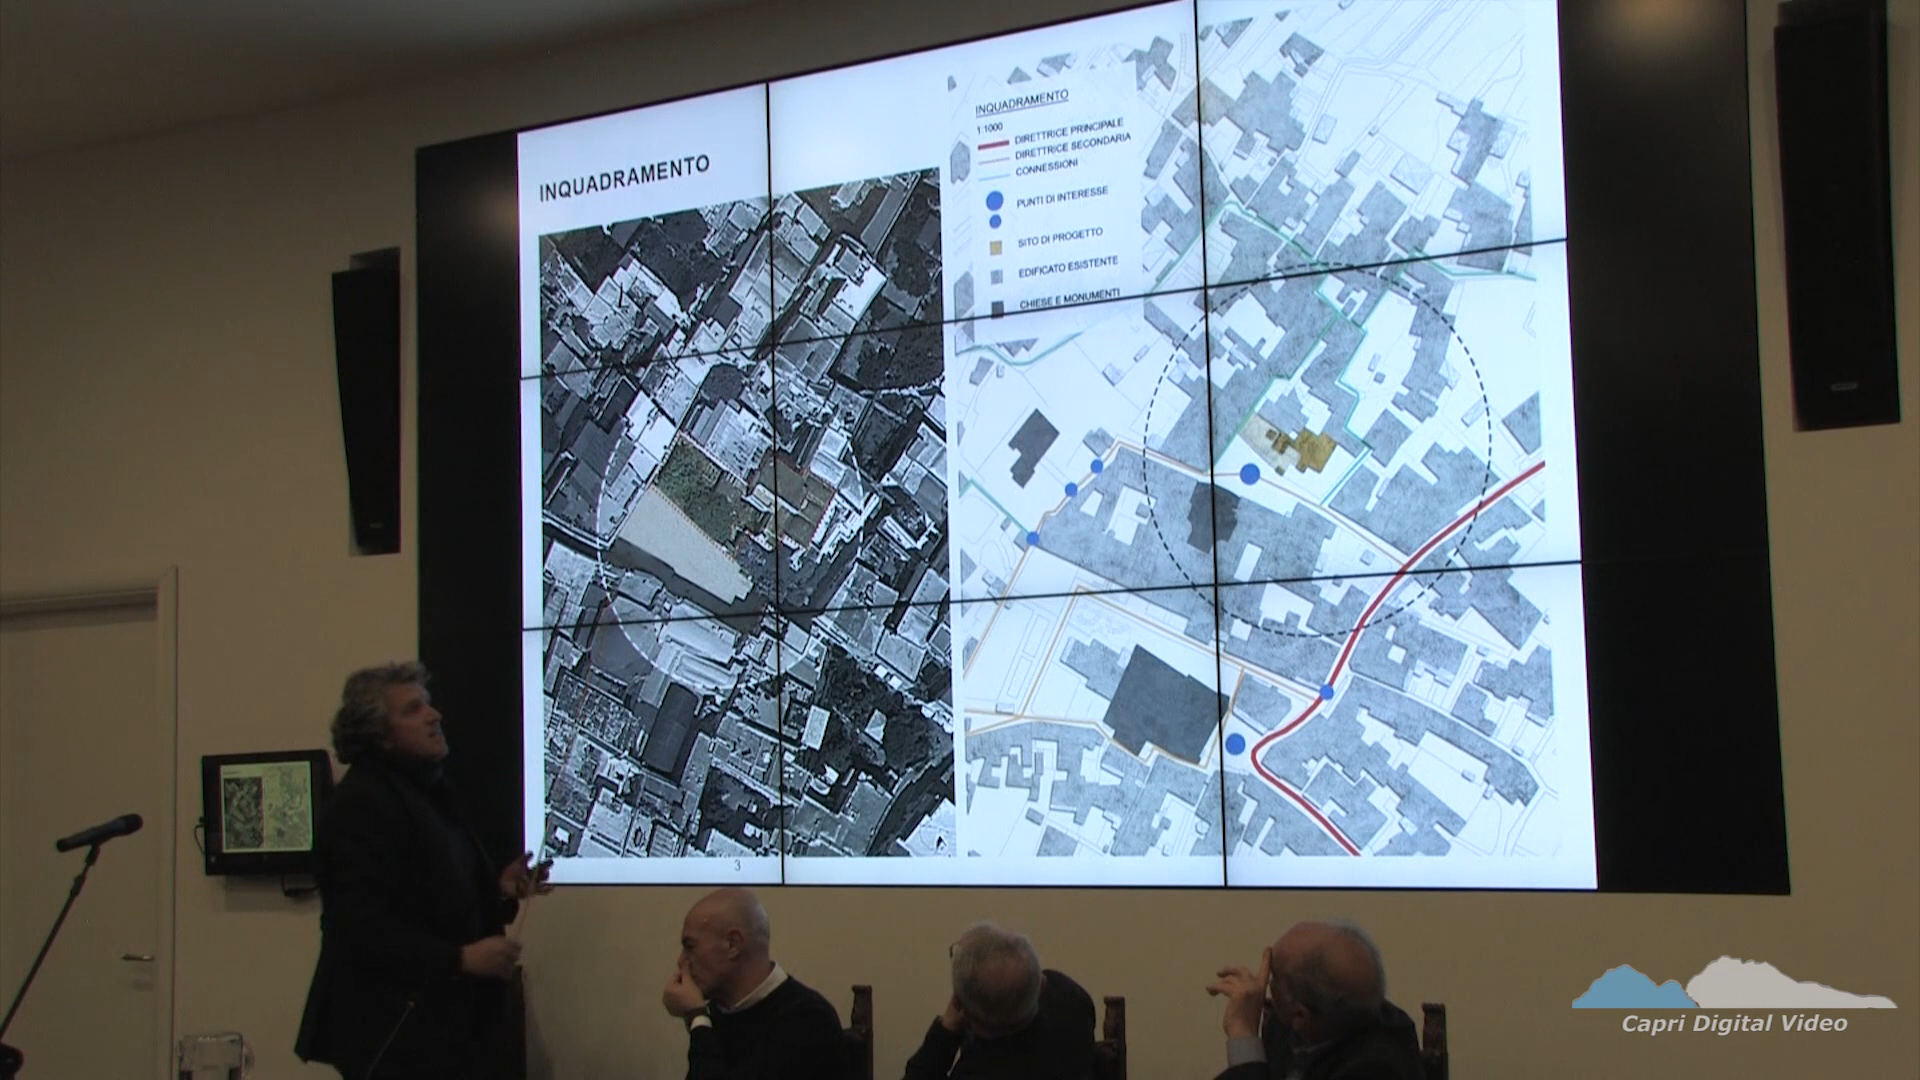 INQUADRAMENTO
INQUADRAMENTO
1:1000
DIRETTRICE PRINCIPALE
DIRETTRICE SECONDARIA
CONNESSIONI
PUNTI DI INTERESSE
SITO DI PROGETTO
EDIFICATO ESISTENTE
CHIESE E MONUMENTI
3
Capri Digital Video